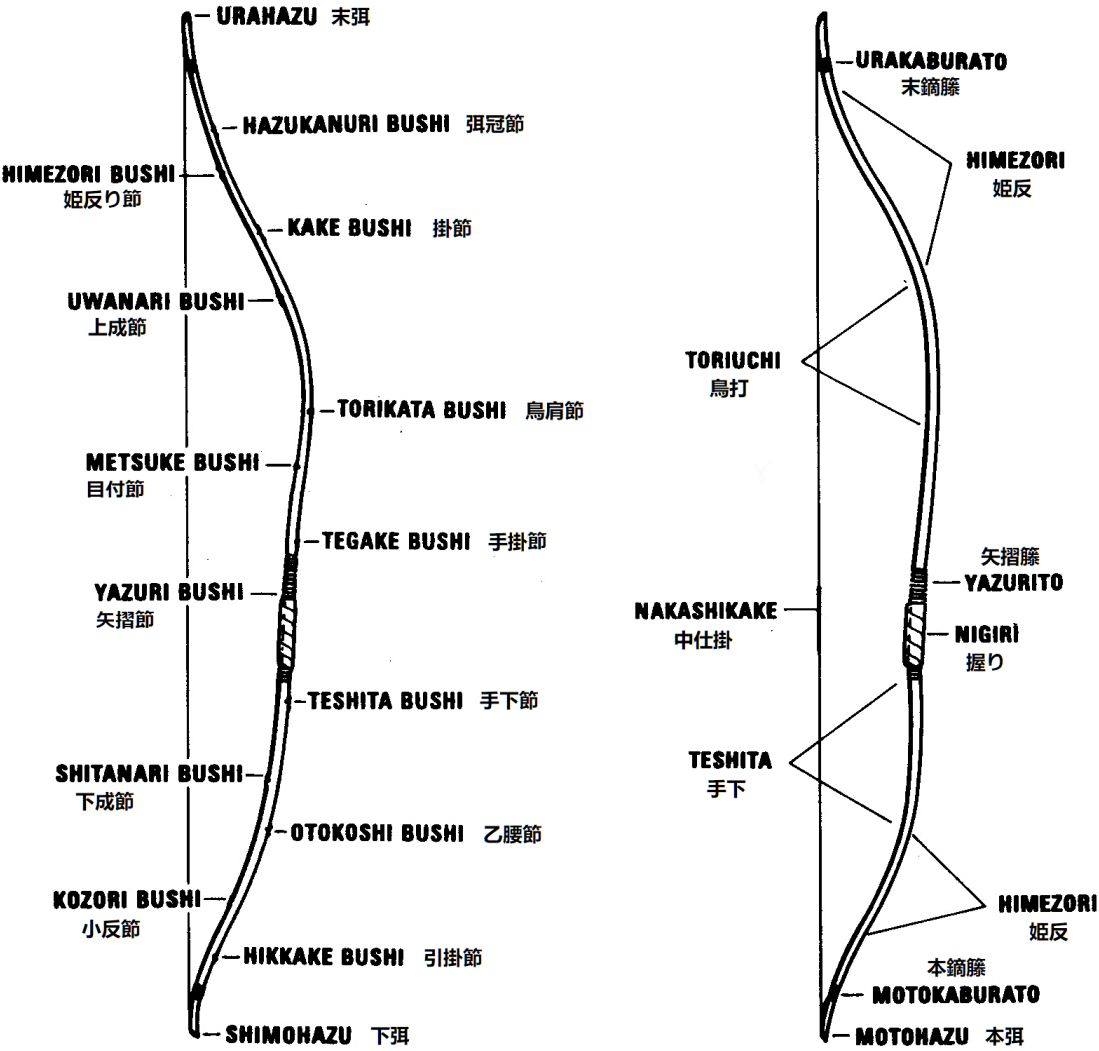 URAHAZU 末弭
HAZUKANURI BUSHI 弭冠節
HIMEZORI BUSHI
姫反り節
KAKE BUSHI 掛節
UWANARI BUSHI
上成節
TORIKATA BUSHI 鳥肩節
METSUKE BUSHI
目付節
TEGAKE BUSHI 手掛節
YAZURI BUSHI
矢摺節
TESHITA BUSHI 手下節
SHITANARI BUSHI
下成節
OTOKOSHI BUSHI 乙腰節
KOZORI BUSHI
小反節
HIKKAKE BUSHI 引掛節
SHIMOHAZU 下弭
URAKABURATO
末鏑籐
HIMEZORI
姫反
TORIUCHI
鳥打
矢摺籐
YAZURITO
NAKASHIKAKE
中仕掛
NIGIRI
握り
TESHITA
手下
HIMEZORI
姫反
本鏑籐
MOTOKABURATO
MOTOHAZU 本弭